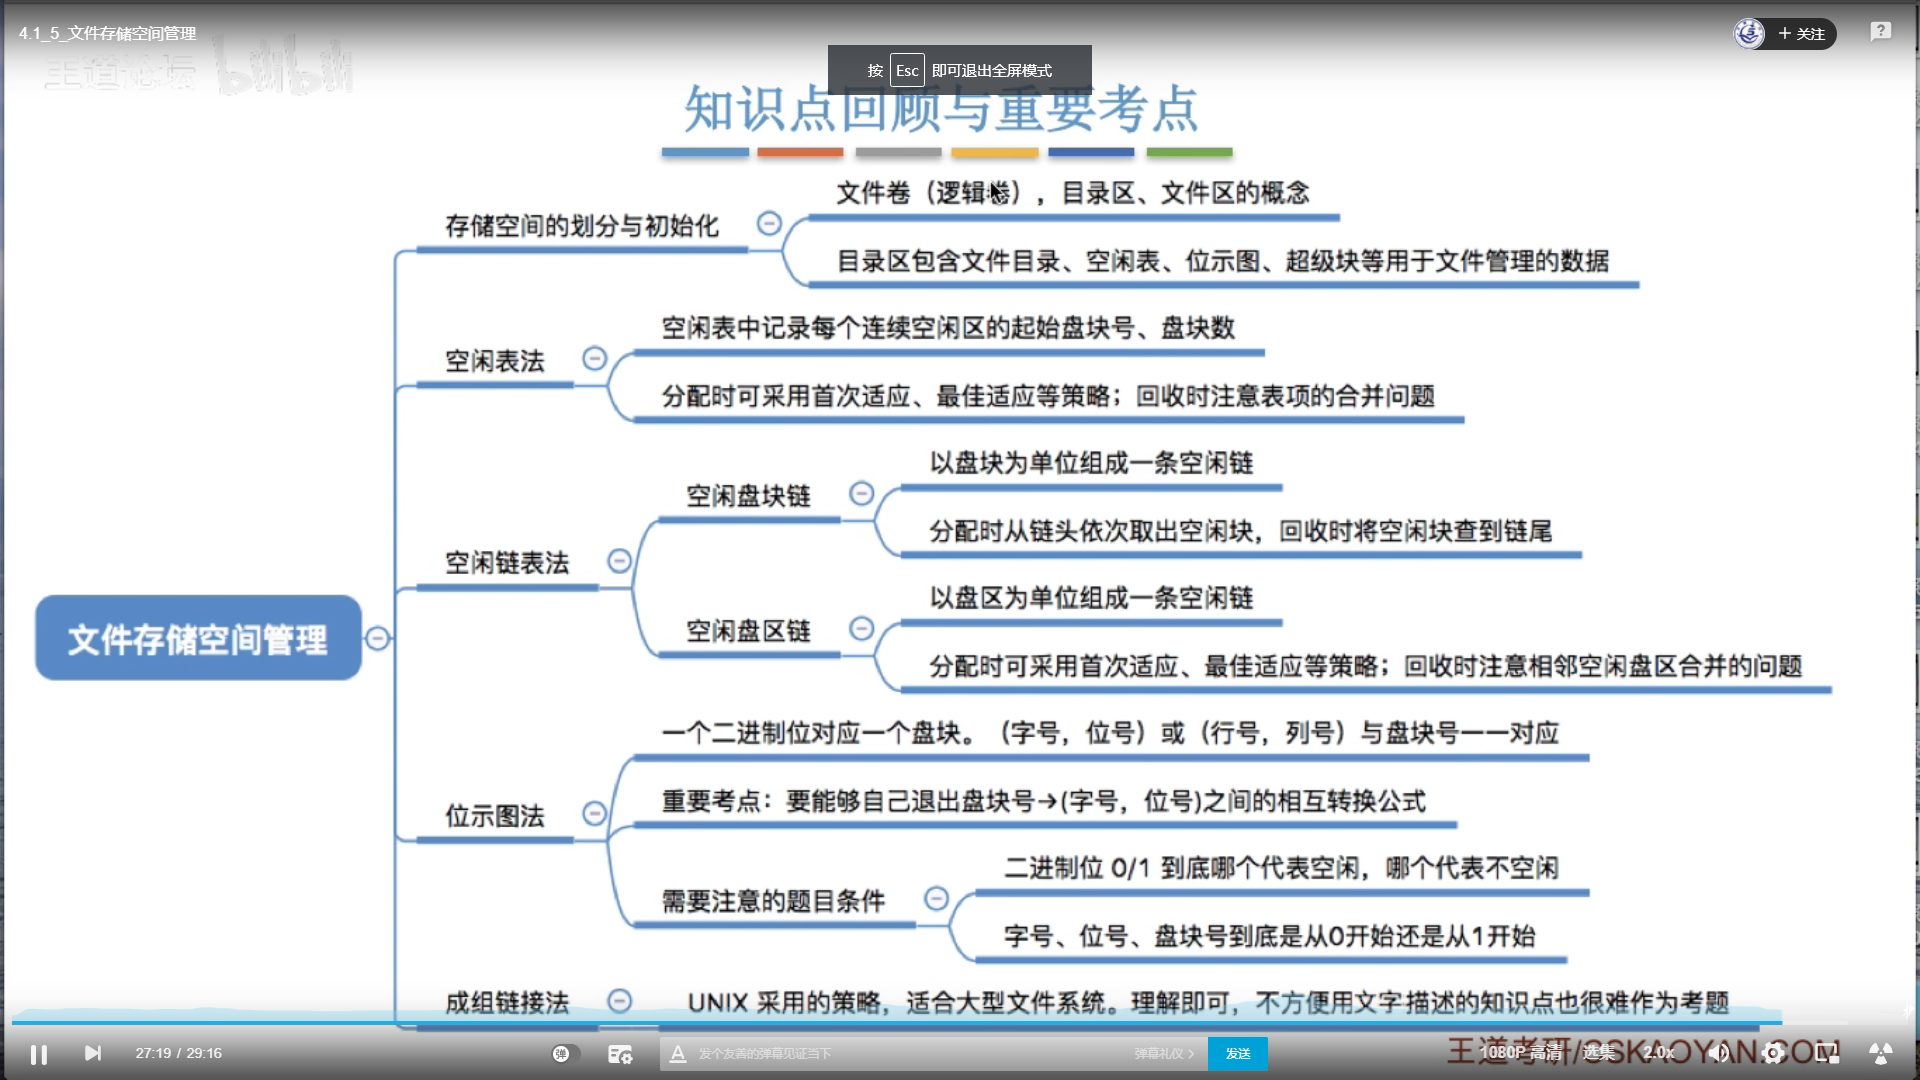 4.1_5_文件存储空间管理
王道论坛 bilibili
+ 关注
按 Esc 即可退出全屏模式
知识点回顾与重要考点
文件卷（逻辑卷），目录区、文件区的概念
存储空间的划分与初始化
目录区包含文件目录、空闲表、位示图、超级块等用于文件管理的数据
空闲表中记录每个连续空闲区的起始盘块号、盘块数
空闲表法
分配时可采用首次适应、最佳适应等策略；回收时注意表项的合并问题
以盘块为单位组成一条空闲链
空闲盘块链
分配时从链头依次取出空闲块，回收时将空闲块查到链尾
空闲链表法
以盘区为单位组成一条空闲链
空闲盘区链
分配时可采用首次适应、最佳适应等策略；回收时注意相邻空闲盘区合并的问题
文件存储空间管理
一个二进制位对应一个盘块。（字号，位号）或（行号，列号）与盘块号一一对应
重要考点：要能够自己退出盘块号→(字号，位号)之间的相互转换公式
位示图法
二进制位 0/1 到底哪个代表空闲，哪个代表不空闲
需要注意的题目条件
字号、位号、盘块号到底是从0开始还是从1开始
成组链接法
UNIX 采用的策略，适合大型文件系统。理解即可，不方便用文字描述的知识点也很难作为考题
27:19 / 29:16
弹
A 发个友善的弹幕见证当下
弹幕礼仪 >
发送
王道考研/CSKAOYAN.COM
1080P 高清
选集
2.0x